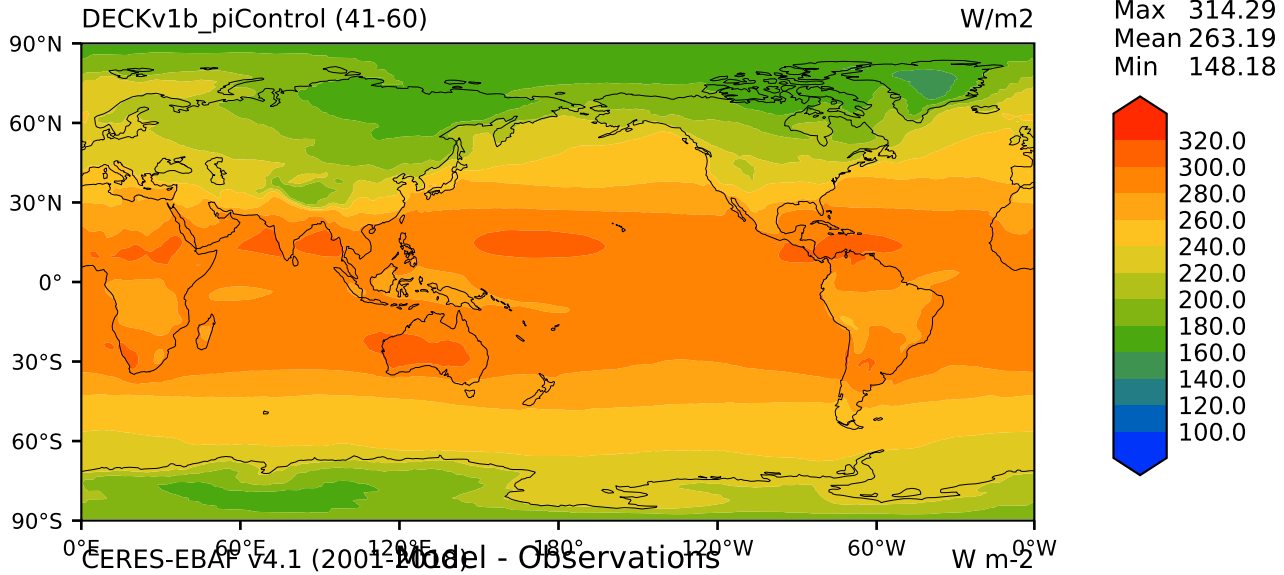 DECKv1b_piControl (41-60) W/m2
Max 314.29
Mean 263.19
Min 148.18
90°N
60°N
30°N
0°
30°S
60°S
90°S
320.0
300.0
280.0
260.0
240.0
220.0
200.0
180.0
160.0
140.0
120.0
100.0
0°E 60°E 120°E 180° 120°W 60°W 0°W
CERES-EBAF v4.1 (2001-2018) Model - Observations W m-2